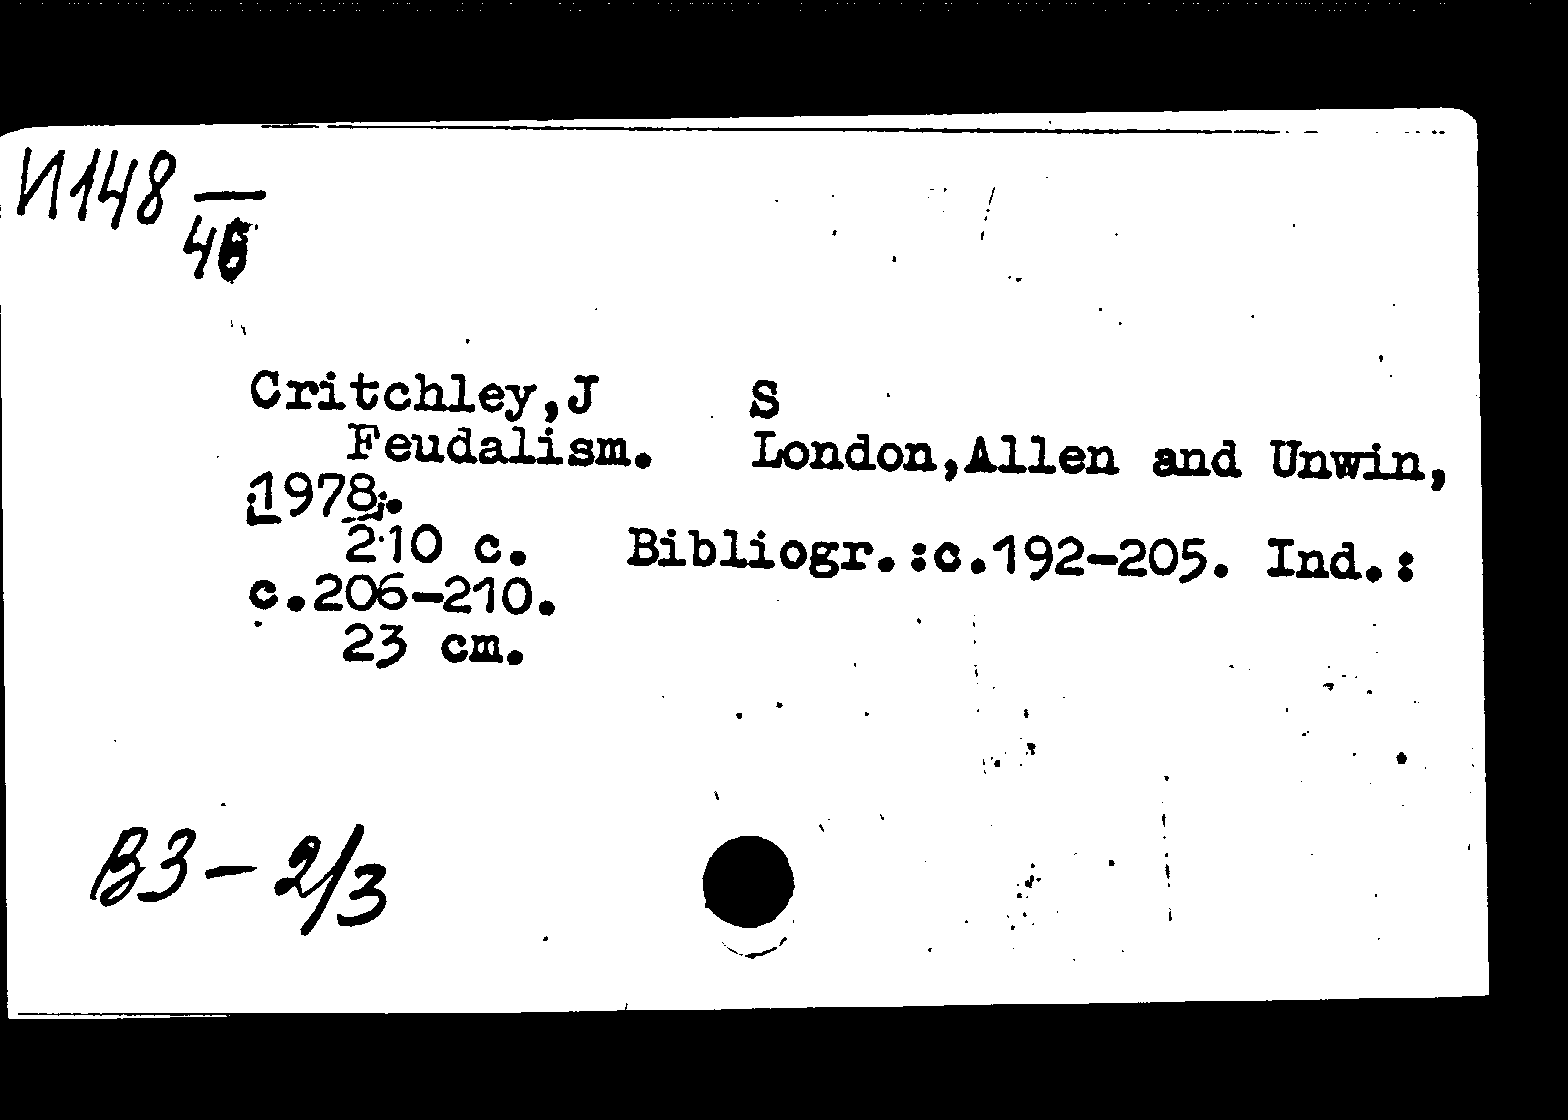 И148 —
46
Critchley,J S
Feudalism. London,Allen and Unwin,
[1978].
210 c. Bibliogr.:c.192-205. Ind.:
c.206-210.
23 cm.
В3-2/3